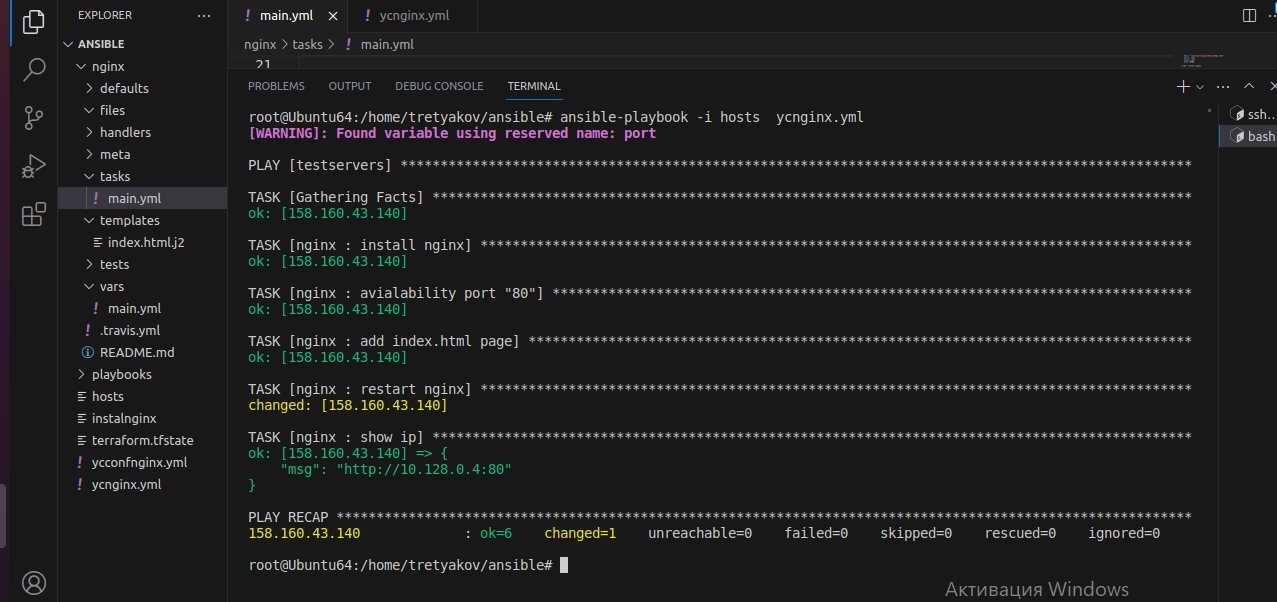 EXPLORER
ANSIBLE
nginx
defaults
files
handlers
meta
tasks
main.yml
templates
index.html.j2
tests
vars
main.yml
.travis.yml
README.md
playbooks
hosts
instalnginx
terraform.tfstate
ycconfnginx.yml
ycnginx.yml
main.yml
ycnginx.yml
nginx > tasks > ! main.yml
21
PROBLEMS OUTPUT DEBUG CONSOLE TERMINAL
root@Ubuntu64:/home/tretyakov/ansible# ansible-playbook -i hosts  ycnginx.yml
[WARNING]: Found variable using reserved name: port
PLAY [testservers] ***************************************************************************************************
TASK [Gathering Facts] ***********************************************************************************************
ok: [158.160.43.140]
TASK [nginx : install nginx] *****************************************************************************************
ok: [158.160.43.140]
TASK [nginx : avialability port "80"] ********************************************************************************
ok: [158.160.43.140]
TASK [nginx : add index.html page] ***********************************************************************************
ok: [158.160.43.140]
TASK [nginx : restart nginx] *****************************************************************************************
changed: [158.160.43.140]
TASK [nginx : show ip] ***********************************************************************************************
ok: [158.160.43.140] => {
    "msg": "http://10.128.0.4:80"
}
PLAY RECAP ***********************************************************************************************************
158.160.43.140             : ok=6    changed=1    unreachable=0    failed=0    skipped=0    rescued=0    ignored=0
root@Ubuntu64:/home/tretyakov/ansible#
ssh...
bash
Активация Windows